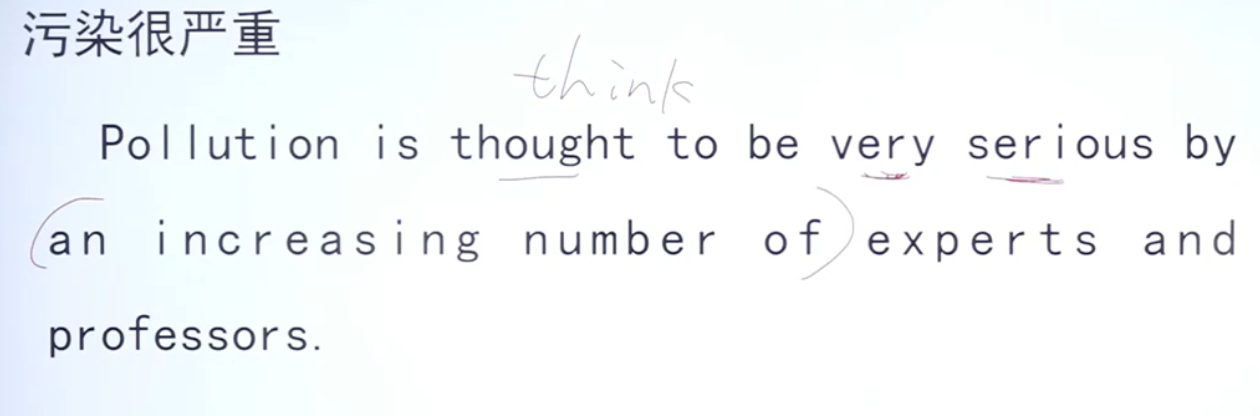 污染很严重
think
Pollution is thought to be very serious by
an increasing number of experts and
professors.